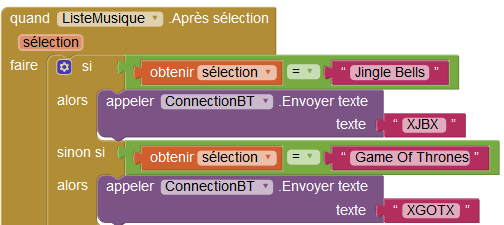 quand ListeMusique .Après sélection
sélection
faire si obtenir sélection = " Jingle Bells "
alors appeler ConnectionBT .Envoyer texte
texte " XJBX "
sinon si obtenir sélection = " Game Of Thrones "
alors appeler ConnectionBT .Envoyer texte
texte " XGOTX "